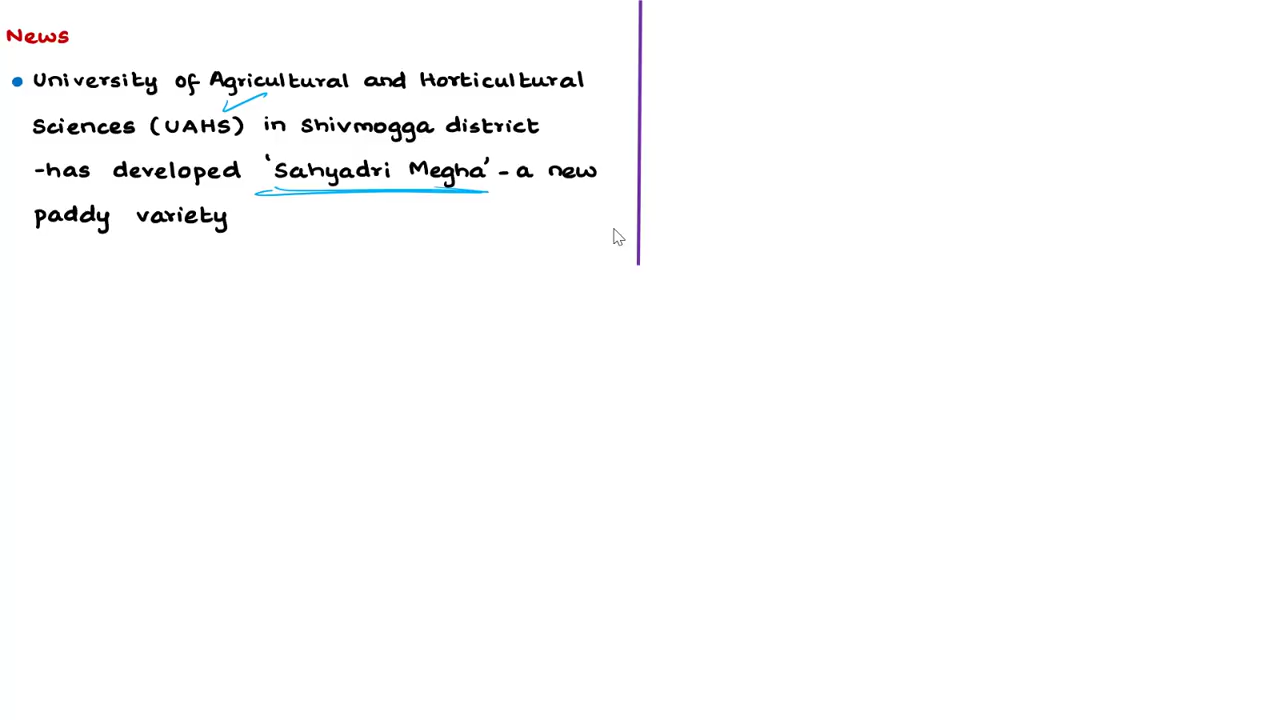 News
• University of Agricultural and Horticultural
Sciences (UAHS) in Shivmogga district
-has developed 'Sahyadri Megha' - a new
paddy variety